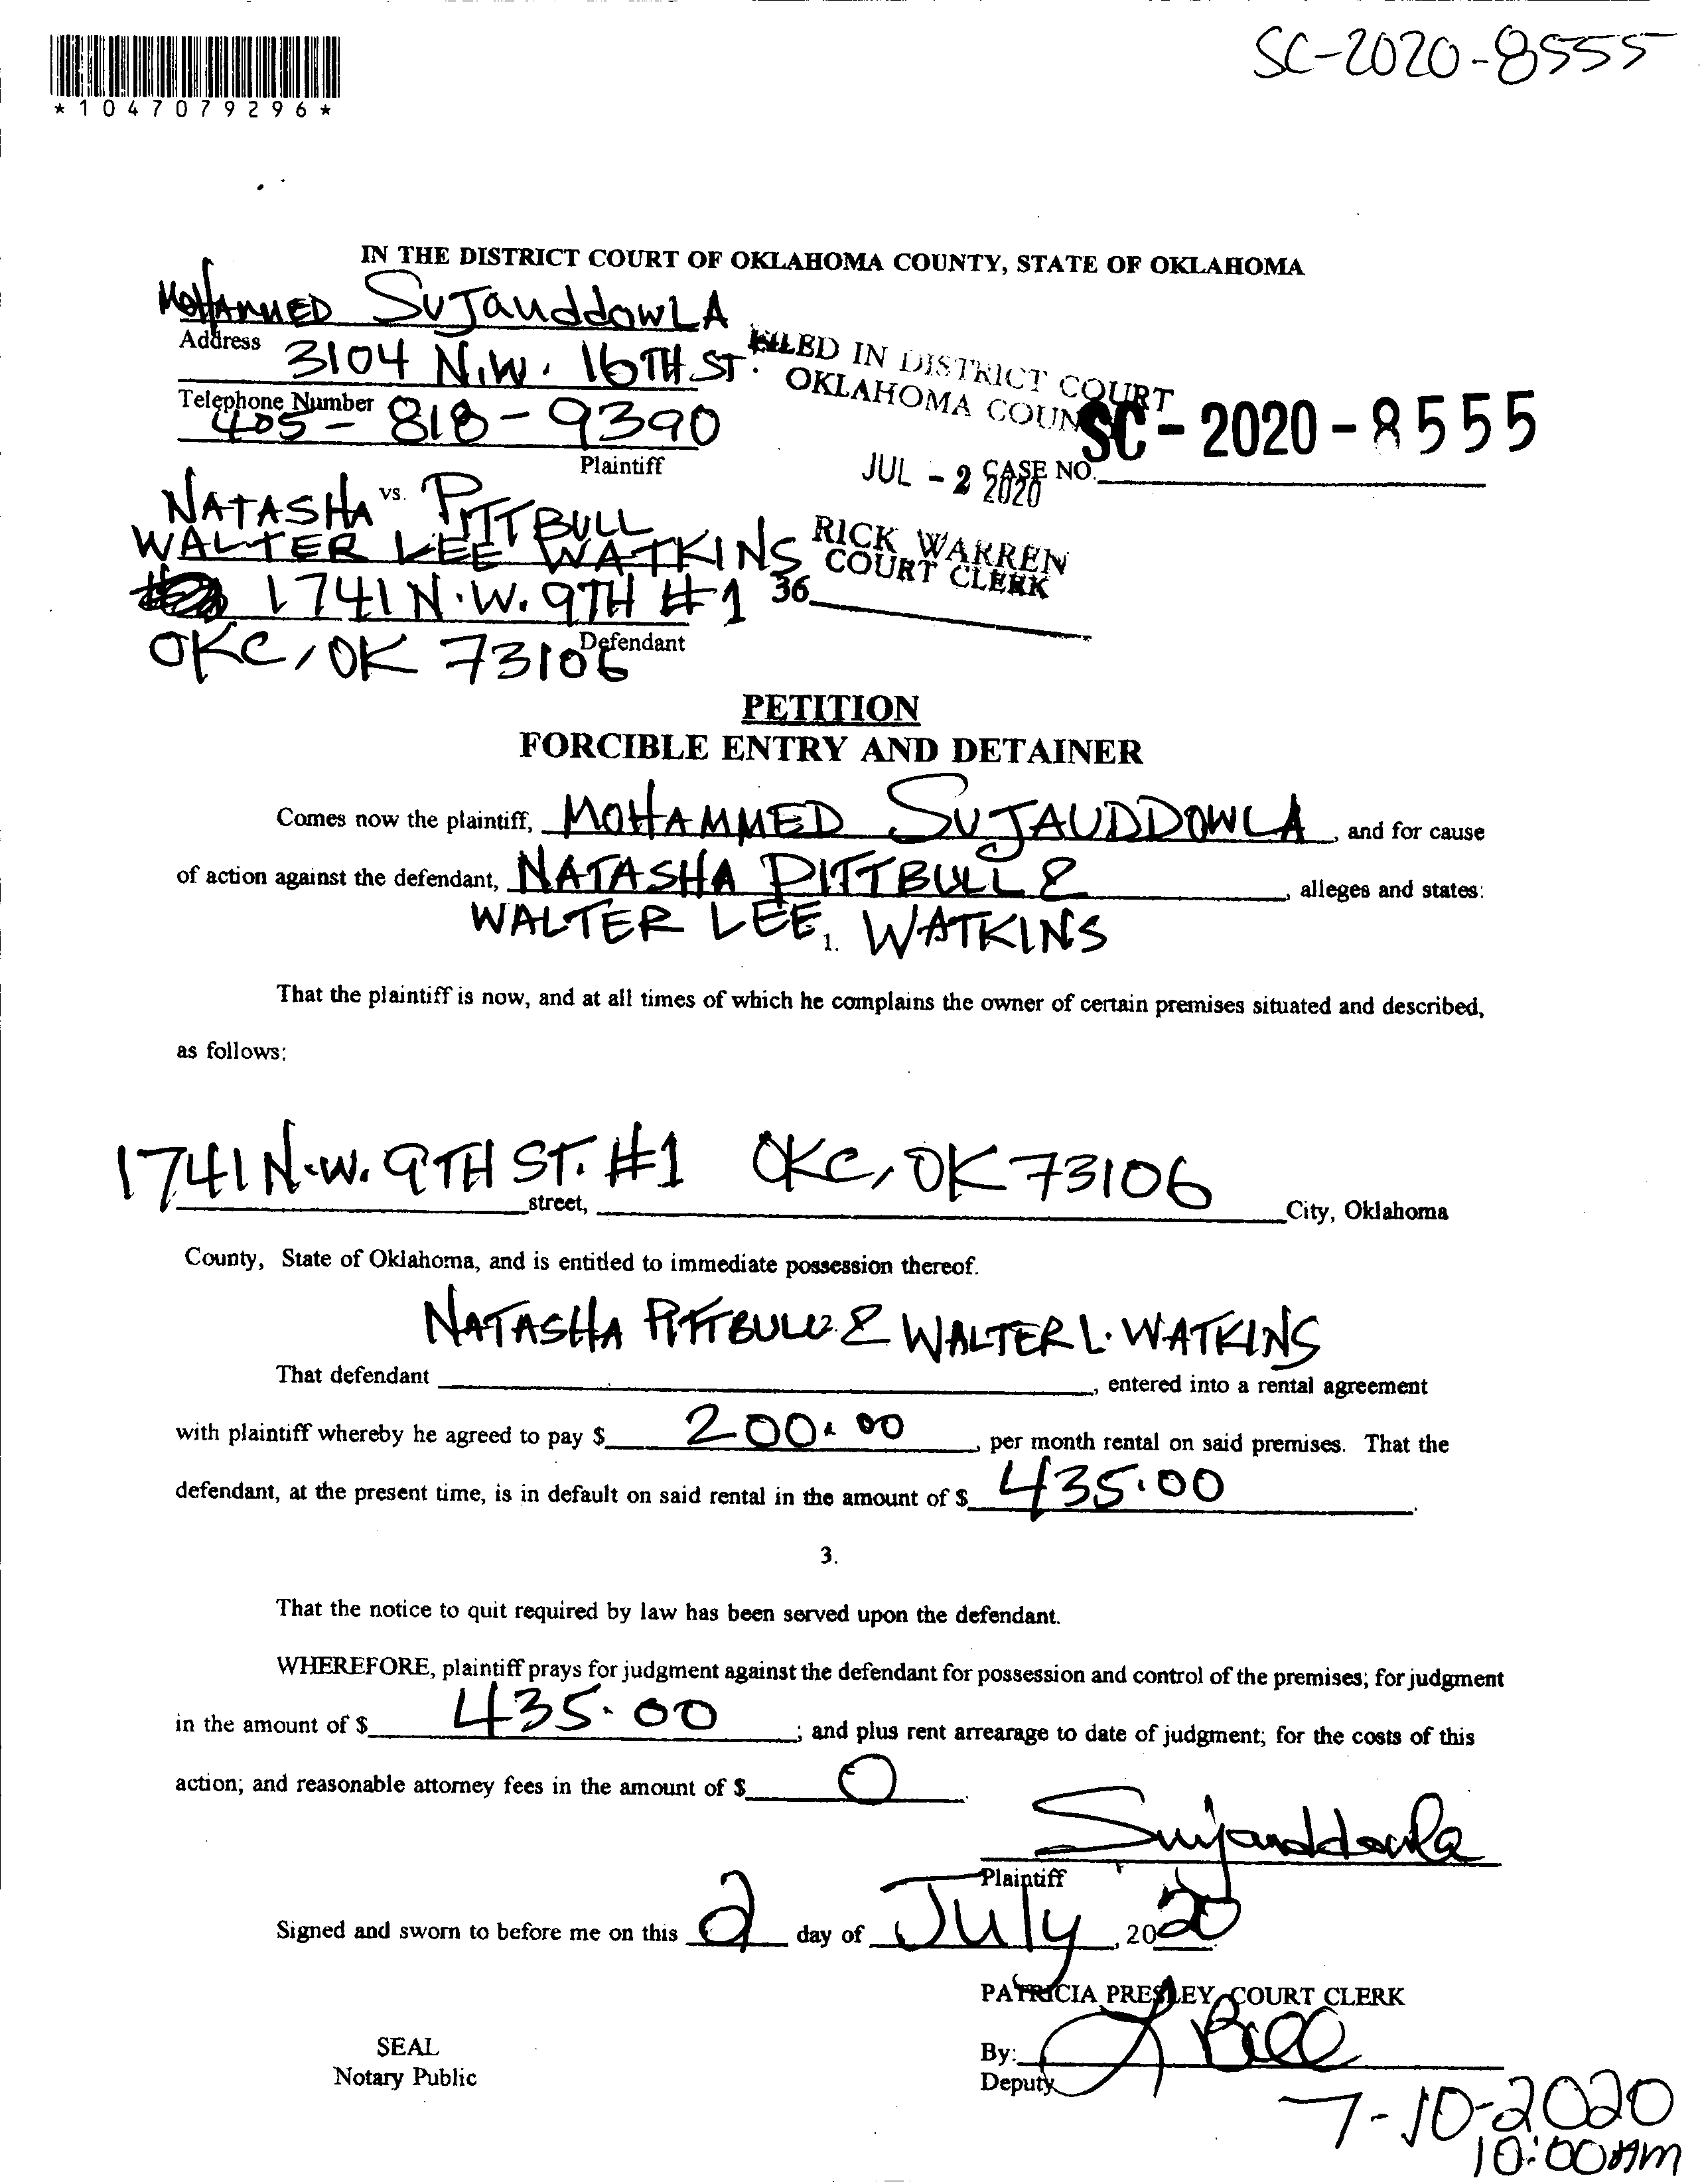 SC-2020-8555
*1047079296*
IN THE DISTRICT COURT OF OKLAHOMA COUNTY, STATE OF OKLAHOMA
MOHAMMED SUJAUDDOWLA
Address 3104 N.W. 16TH ST.
FILED IN DISTRICT COURT
OKLAHOMA COUN
Telephone Number 405-818-9390
SC-2020-8555
Plaintiff
JUL - 2 2020
CASE NO.
NATASHA vs. PITTBULL
WALTER LEE WATKINS
RICK WARREN
COURT CLERK
1741 N.W. 9TH #1
36
Defendant
OKC, OK 73106
PETITION
FORCIBLE ENTRY AND DETAINER
Comes now the plaintiff, MOHAMMED SUJAUDDOWLA, and for cause
of action against the defendant, NATASHA PITTBULL &, alleges and states:
WALTER LEE, WATKINS
1.
That the plaintiff is now, and at all times of which he complains the owner of certain premises situated and described,
as follows:
1741 N.W. 9TH ST. #1 OKC, OK 73106
street, City, Oklahoma
County, State of Oklahoma, and is entitled to immediate possession thereof.
NATASHA PITTBULL & WALTER L. WATKINS
That defendant, entered into a rental agreement
with plaintiff whereby he agreed to pay $ 200.00, per month rental on said premises. That the
defendant, at the present time, is in default on said rental in the amount of $ 435.00.
3.
That the notice to quit required by law has been served upon the defendant.
WHEREFORE, plaintiff prays for judgment against the defendant for possession and control of the premises; for judgment
in the amount of $ 435.00; and plus rent arrearage to date of judgment; for the costs of this
action; and reasonable attorney fees in the amount of $ 0.
Sujauddowla
Plaintiff
Signed and sworn to before me on this 2 day of July, 2020
PATRICIA PRESLEY, COURT CLERK
SEAL
Notary Public
By:
Deputy
7-10-2020
10:00AM